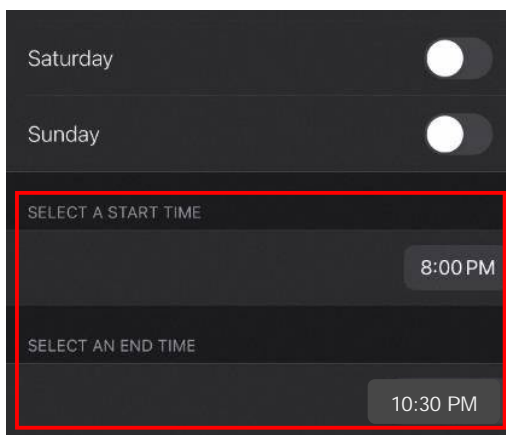 Saturday
Sunday
SELECT A START TIME
8:00 PM
SELECT AN END TIME
10:30 PM